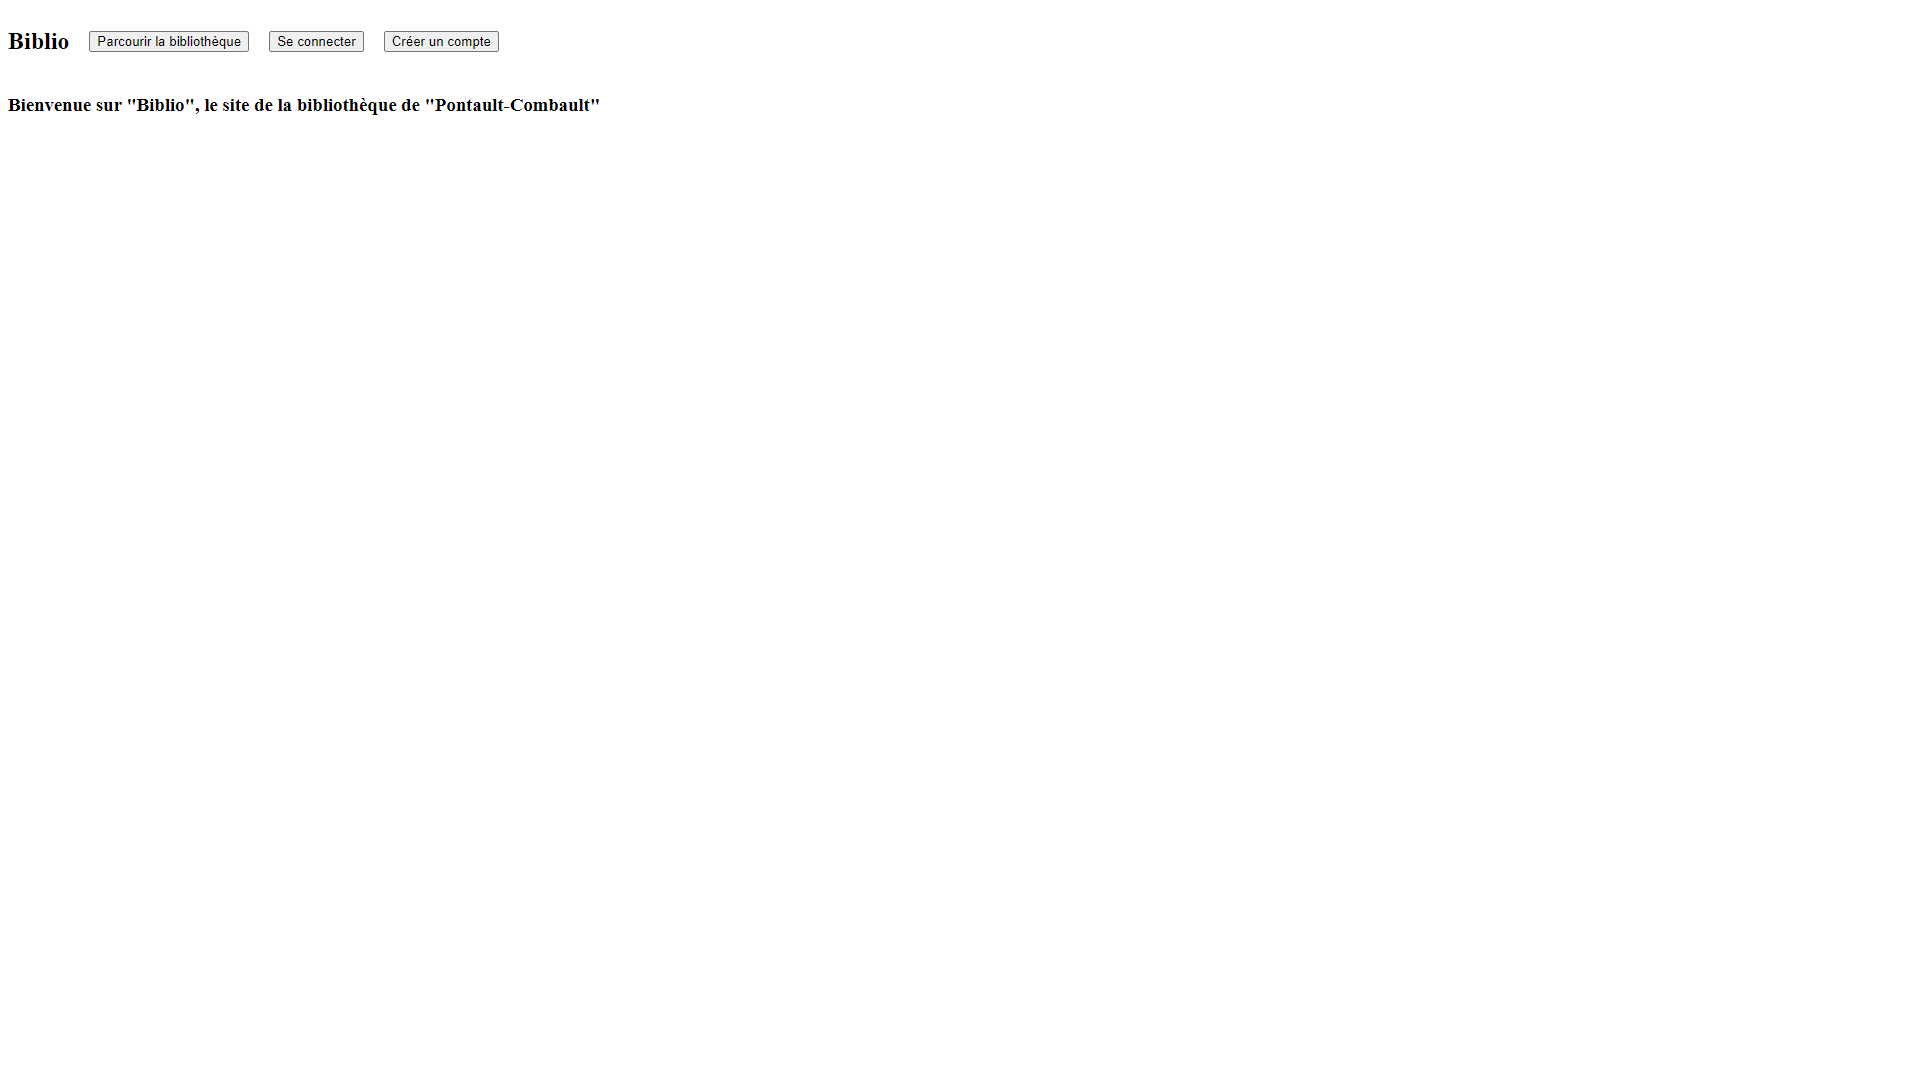 Biblio Parcourir la bibliothèque Se connecter Créer un compte
Bienvenue sur "Biblio", le site de la bibliothèque de "Pontault-Combault"